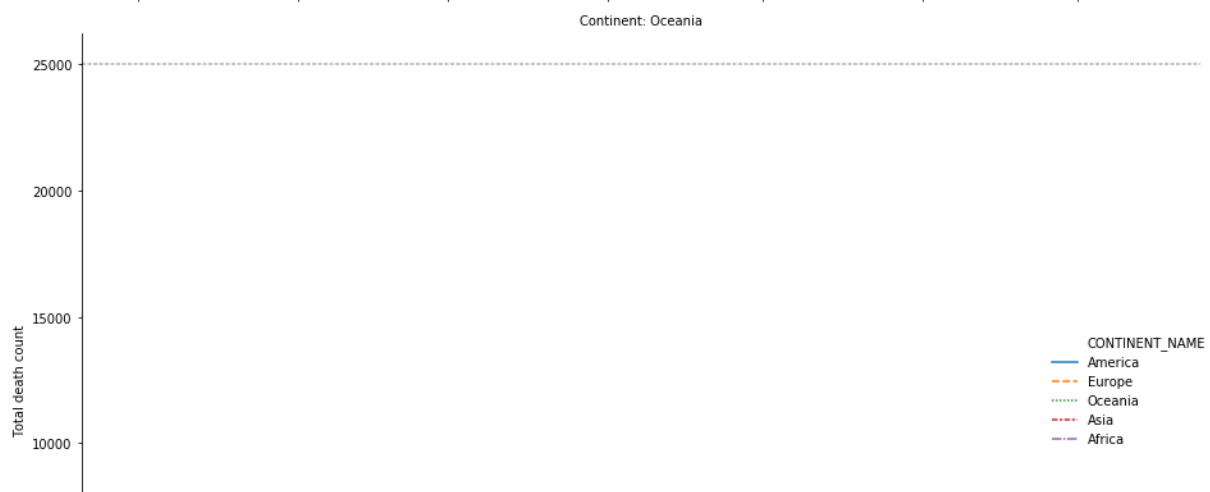 Continent: Oceania
25000
20000
15000
10000
Total death count
CONTINENT_NAME
America
Europe
Oceania
Asia
Africa